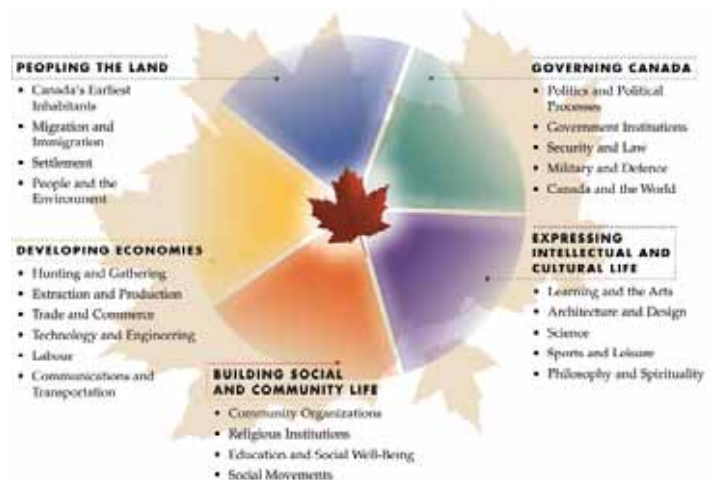 PEOPLING THE LAND
• Canada's Earliest
Inhabitants
• Migration and
Immigration
• Settlement
• People and the
Environment
GOVERNING CANADA
• Politics and Political
Processes
• Government Institutions
• Security and Law
• Military and Defence
• Canada and the World
DEVELOPING ECONOMIES
• Hunting and Gathering
• Extraction and Production
• Trade and Commerce
• Technology and Engineering
• Labour
• Communications and
Transportation
EXPRESSING
INTELLECTUAL AND
CULTURAL LIFE
• Learning and the Arts
• Architecture and Design
• Science
• Sports and Leisure
• Philosophy and Spirituality
BUILDING SOCIAL
AND COMMUNITY LIFE
• Community Organizations
• Religious Institutions
• Education and Social Well-Being
• Social Movements